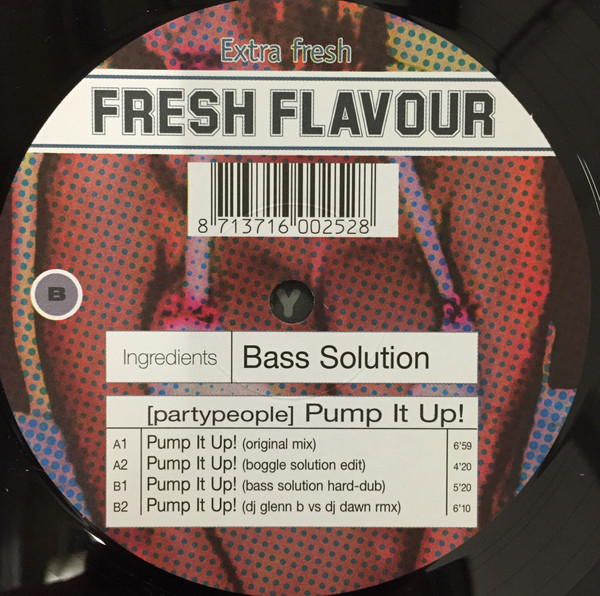 Extra fresh
FRESH FLAVOUR
8 713716 002528
B
Y
Ingredients Bass Solution
[partypeople] Pump It Up!
A1 Pump It Up! (original mix) 6'59
A2 Pump It Up! (boggle solution edit) 4'20
B1 Pump It Up! (bass solution hard-dub) 5'20
B2 Pump It Up! (dj glenn b vs dj dawn rmx) 6'10